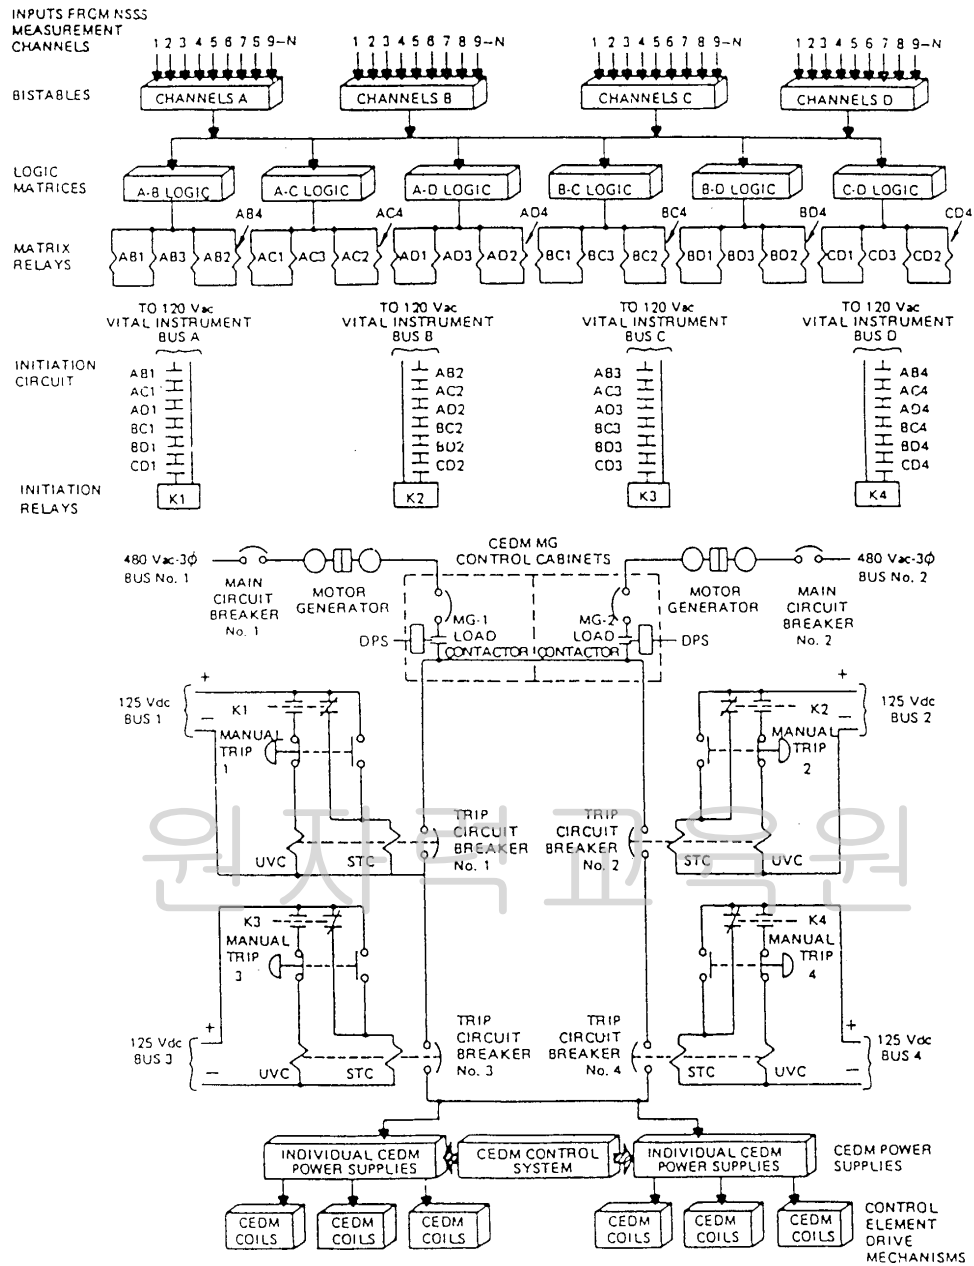 INPUTS FROM NSSS
MEASUREMENT
CHANNELS
1 2 3 4 5 6 7 8 9–N
1 2 3 4 5 6 7 8 9–N
1 2 3 4 5 6 7 8 9–N
1 2 3 4 5 6 7 8 9–N
BISTABLES
CHANNELS A
CHANNELS B
CHANNELS C
CHANNELS D
LOGIC
MATRICES
A-B LOGIC
A-C LOGIC
A-D LOGIC
B-C LOGIC
B-D LOGIC
C-D LOGIC
AB4
AC4
AD4
BC4
BD4
CD4
MATRIX
RELAYS
AB1 AB3 AB2
AC1 AC3 AC2
AD1 AD3 AD2
BC1 BC3 BC2
BD1 BD3 BD2
CD1 CD3 CD2
TO 120 Vac
VITAL INSTRUMENT
BUS A
TO 120 Vac
VITAL INSTRUMENT
BUS B
TO 120 Vac
VITAL INSTRUMENT
BUS C
TO 120 Vac
VITAL INSTRUMENT
BUS D
INITIATION
CIRCUIT
AB1
AC1
AD1
BC1
BD1
CD1
AB2
AC2
AD2
BC2
BD2
CD2
AB3
AC3
AD3
BC3
BD3
CD3
AB4
AC4
AD4
BC4
BD4
CD4
INITIATION
RELAYS
K1
K2
K3
K4
CEDM MG
CONTROL CABINETS
480 Vac-3ϕ
BUS No. 1
MAIN
CIRCUIT
BREAKER
No. 1
MOTOR
GENERATOR
DPS
MG-1
LOAD
CONTACTOR
MG-2
LOAD
CONTACTOR
DPS
MOTOR
GENERATOR
MAIN
CIRCUIT
BREAKER
No. 2
480 Vac-3ϕ
BUS No. 2
125 Vdc
BUS 1
+
–
K1
MANUAL
TRIP
1
UVC
STC
TRIP
CIRCUIT
BREAKER
No. 1
TRIP
CIRCUIT
BREAKER
No. 2
K2
MANUAL
TRIP
2
STC
UVC
+
–
125 Vdc
BUS 2
원자력교육원
K3
MANUAL
TRIP
3
125 Vdc
BUS 3
+
–
UVC
STC
TRIP
CIRCUIT
BREAKER
No. 3
TRIP
CIRCUIT
BREAKER
No. 4
K4
MANUAL
TRIP
4
STC
UVC
+
–
125 Vdc
BUS 4
INDIVIDUAL CEDM
POWER SUPPLIES
CEDM CONTROL
SYSTEM
INDIVIDUAL CEDM
POWER SUPPLIES
CEDM POWER
SUPPLIES
CEDM
COILS
CEDM
COILS
CEDM
COILS
CEDM
COILS
CEDM
COILS
CEDM
COILS
CONTROL
ELEMENT
DRIVE
MECHANISMS